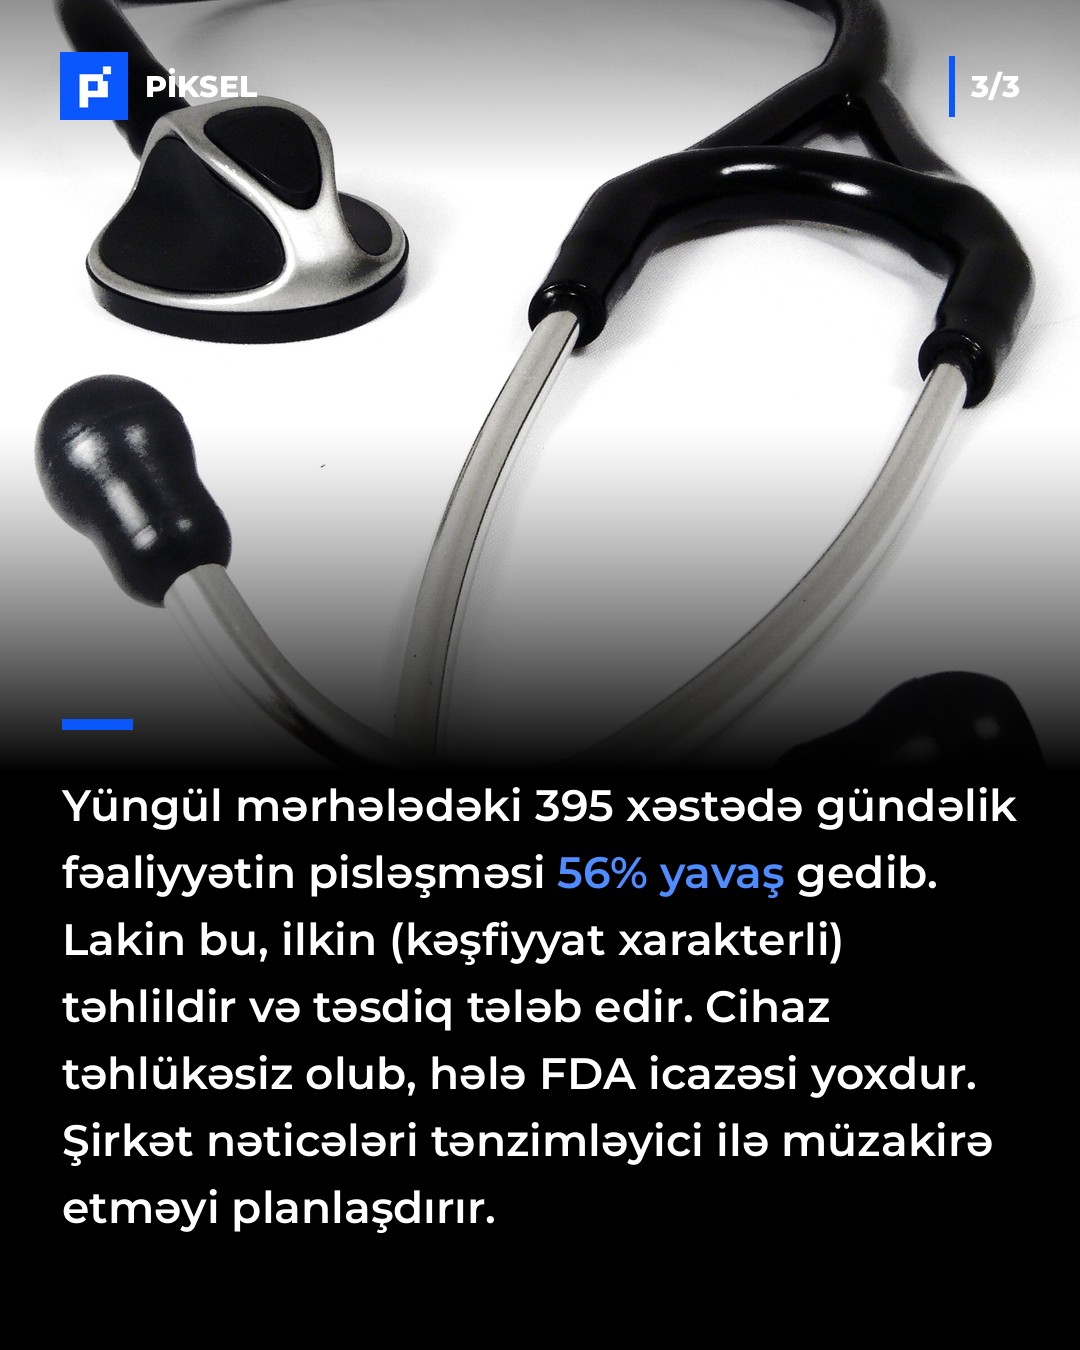 PİKSEL
3/3
Yüngül mərhələdəki 395 xəstədə gündəlik
fəaliyyətin pisləşməsi 56% yavaş gedib.
Lakin bu, ilkin (kəşfiyyat xarakterli)
təhlildir və təsdiq tələb edir. Cihaz
təhlükəsiz olub, hələ FDA icazəsi yoxdur.
Şirkət nəticələri tənzimləyici ilə müzakirə
etməyi planlaşdırır.